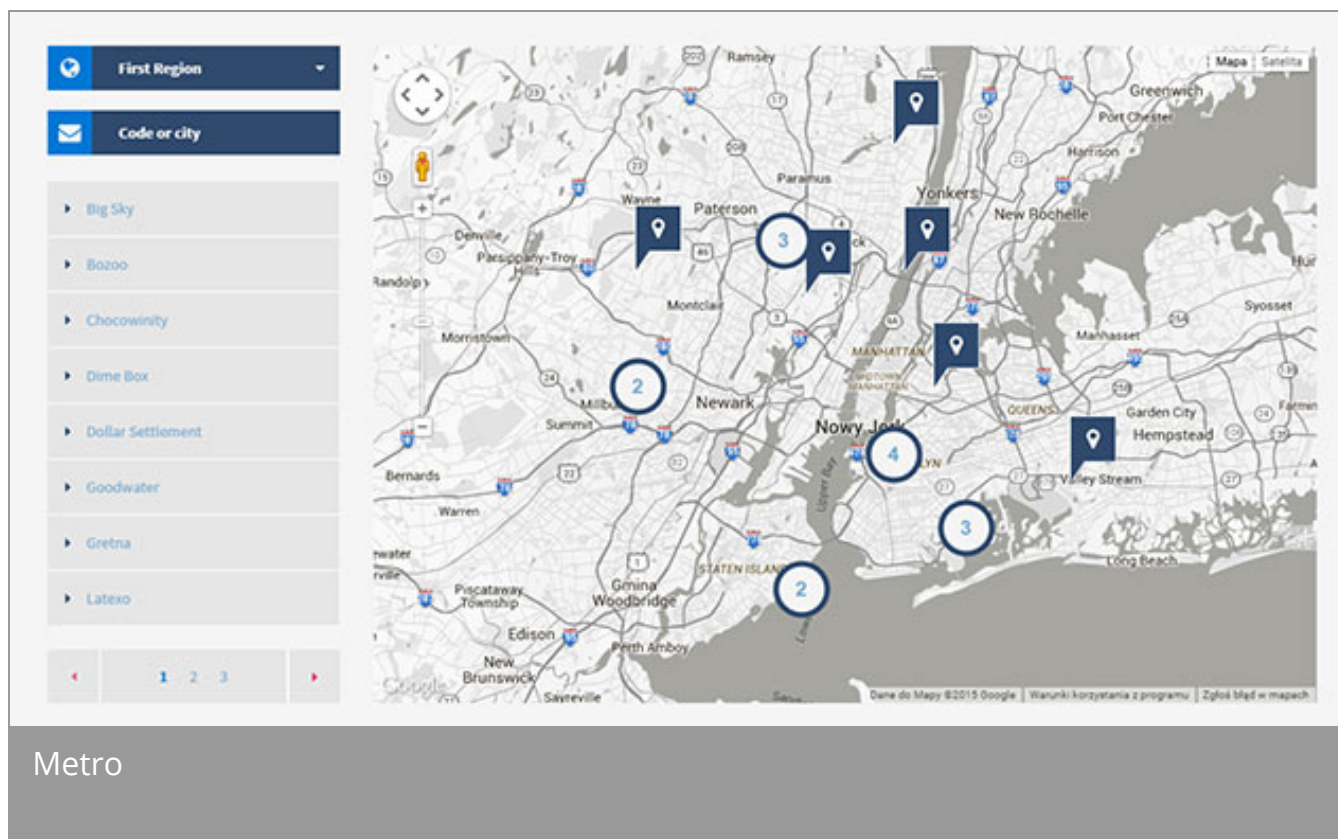 First Region
Code or city
Big Sky
Bozoo
Chocowinity
Dime Box
Dollar Settlement
Goodwater
Gretna
Latexo
1 2 3
Mapa Satelita
Ramsey
Greenwich
Port Chester
Harrison
Paramus
Yonkers
Wayne
Paterson
New Rochelle
3
Denville
Parsippany-Troy
Hills
Randolph
Montclair
Syosset
Morristown
Manhasset
MANHATTAN
MIDTOWN
MANHATTAN
2
Newark
QUEENS
Garden City
Summit
Nowy Jork
Hempstead
4
LYN
Bernards
Upper Bay
Valley Stream
Warren
3
Long Beach
STATEN ISLAND
2
Piscataway
Township
Gmina
Woodbridge
Edison
Perth Amboy
New
Brunswick
Sayreville
Google
Dane do Mapy ©2015 Google
Warunki korzystania z programu
Zgłoś błąd w mapach
Metro